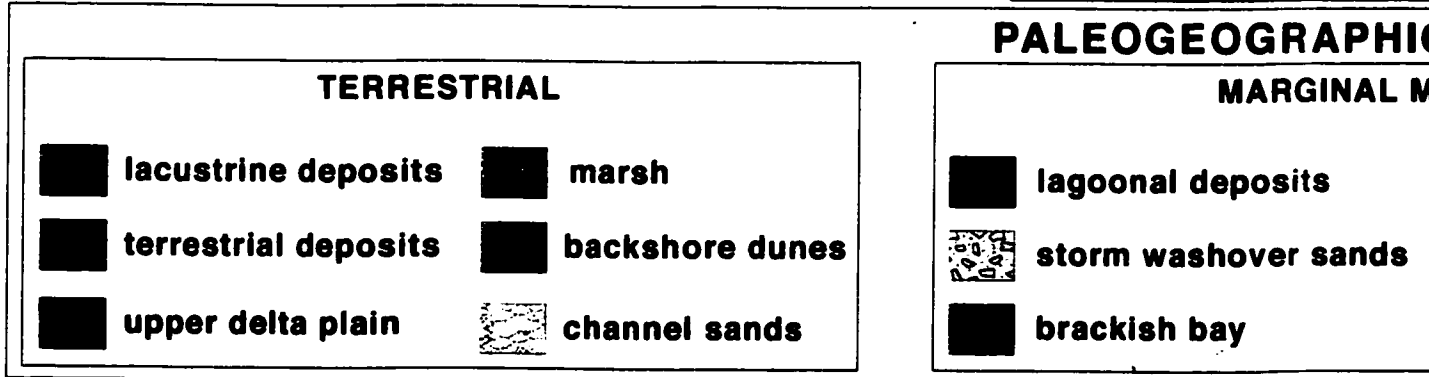 PALEOGEOGRAPHIC
TERRESTRIAL
lacustrine deposits
marsh
terrestrial deposits
backshore dunes
upper delta plain
channel sands
MARGINAL M
lagoonal deposits
storm washover sands
brackish bay